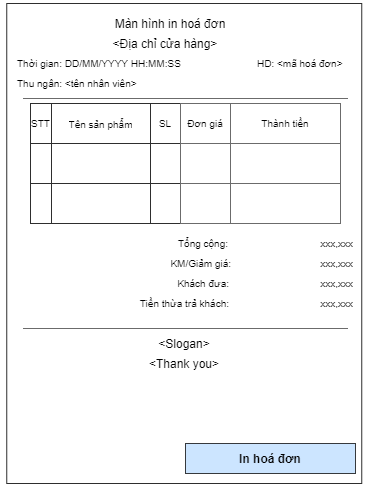 Màn hình in hoá đơn
<Địa chỉ cửa hàng>
Thời gian: DD/MM/YYYY HH:MM:SS HD: <mã hoá đơn>
Thu ngân: <tên nhân viên>
STT Tên sản phẩm SL Đơn giá Thành tiền
Tổng cộng: xxx,xxx
KM/Giảm giá: xxx,xxx
Khách đưa: xxx,xxx
Tiền thừa trả khách: xxx,xxx
<Slogan>
<Thank you>
In hoá đơn